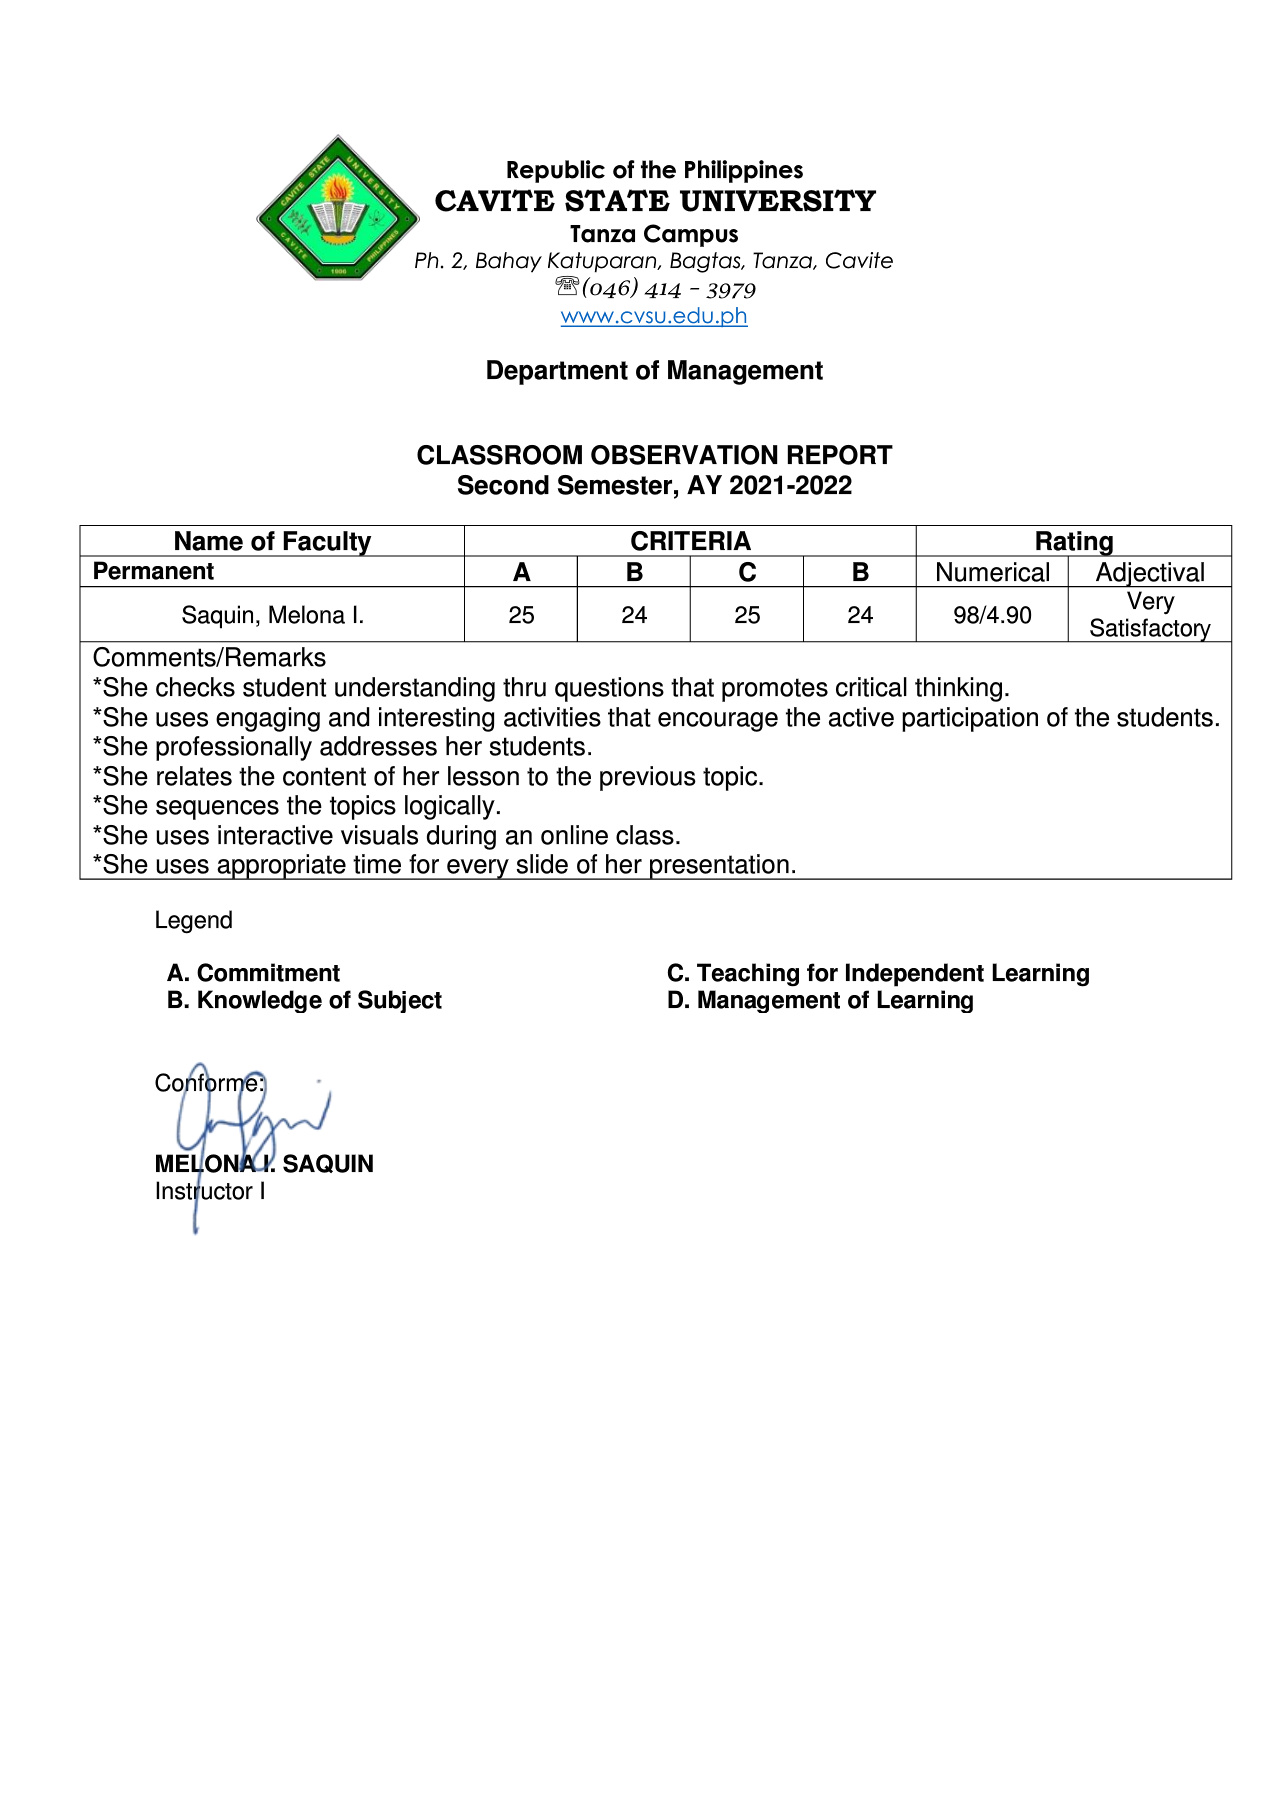 CAVITE STATE UNIVERSITY
CAVITE PHILIPPINES
1906
Republic of the Philippines
CAVITE STATE UNIVERSITY
Tanza Campus
Ph. 2, Bahay Katuparan, Bagtas, Tanza, Cavite
☏(046) 414 - 3979
www.cvsu.edu.ph
Department of Management
CLASSROOM OBSERVATION REPORT
Second Semester, AY 2021-2022
Name of Faculty CRITERIA Rating
Permanent A B C B Numerical Adjectival
Saquin, Melona I. 25 24 25 24 98/4.90 Very Satisfactory
Comments/Remarks
*She checks student understanding thru questions that promotes critical thinking.
*She uses engaging and interesting activities that encourage the active participation of the students.
*She professionally addresses her students.
*She relates the content of her lesson to the previous topic.
*She sequences the topics logically.
*She uses interactive visuals during an online class.
*She uses appropriate time for every slide of her presentation.
Legend
A. Commitment C. Teaching for Independent Learning
B. Knowledge of Subject D. Management of Learning
Conforme:
MELONA I. SAQUIN
Instructor I